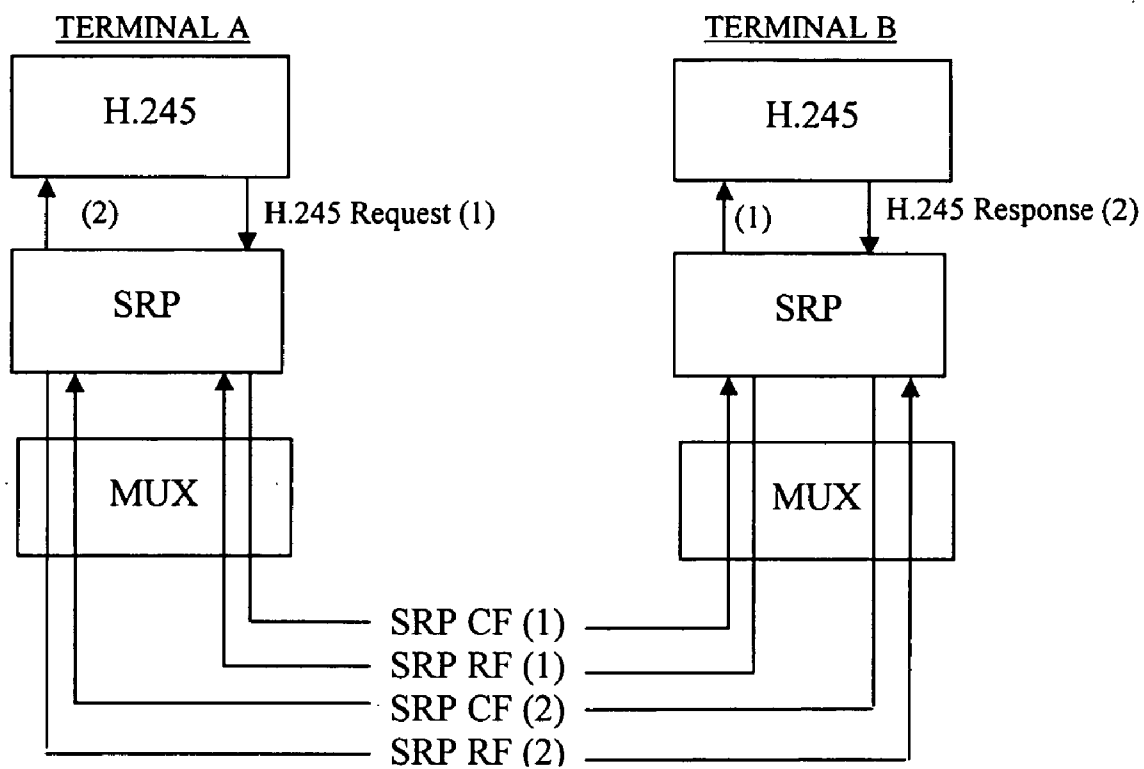 TERMINAL A
TERMINAL B
H.245
H.245
(2)
H.245 Request (1)
(1)
H.245 Response (2)
SRP
SRP
MUX
MUX
SRP CF (1)
SRP RF (1)
SRP CF (2)
SRP RF (2)